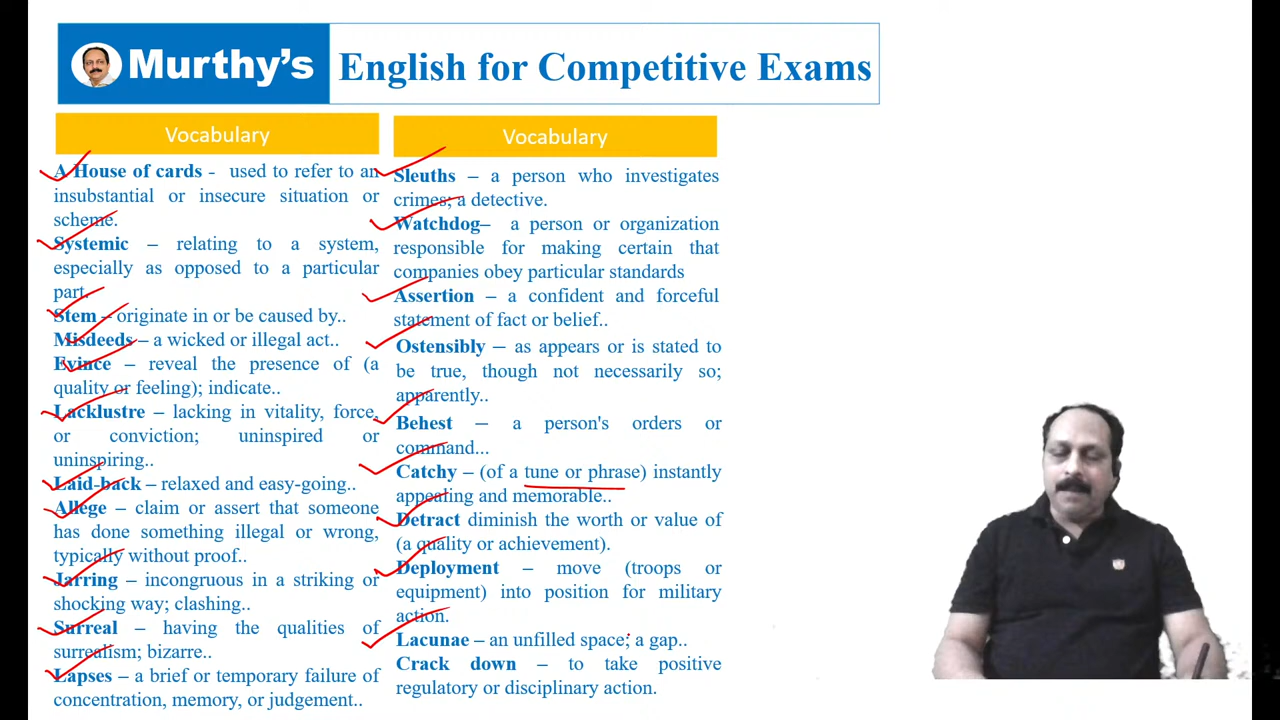 Murthy's
English for Competitive Exams
Vocabulary
A House of cards - used to refer to an
insubstantial or insecure situation or
scheme.
Systemic – relating to a system,
especially as opposed to a particular
part.
Stem – originate in or be caused by..
Misdeeds – a wicked or illegal act..
Evince – reveal the presence of (a
quality or feeling); indicate..
Lacklustre – lacking in vitality, force,
or conviction; uninspired or
uninspiring..
Laid-back – relaxed and easy-going..
Allege – claim or assert that someone
has done something illegal or wrong,
typically without proof..
Jarring – incongruous in a striking or
shocking way; clashing..
Surreal – having the qualities of
surrealism; bizarre..
Lapses – a brief or temporary failure of
concentration, memory, or judgement..
Vocabulary
Sleuths – a person who investigates
crimes; a detective.
Watchdog– a person or organization
responsible for making certain that
companies obey particular standards
Assertion – a confident and forceful
statement of fact or belief..
Ostensibly – as appears or is stated to
be true, though not necessarily so;
apparently..
Behest – a person's orders or
command...
Catchy – (of a tune or phrase) instantly
appealing and memorable..
Detract diminish the worth or value of
(a quality or achievement).
Deployment – move (troops or
equipment) into position for military
action.
Lacunae – an unfilled space; a gap..
Crack down – to take positive
regulatory or disciplinary action.